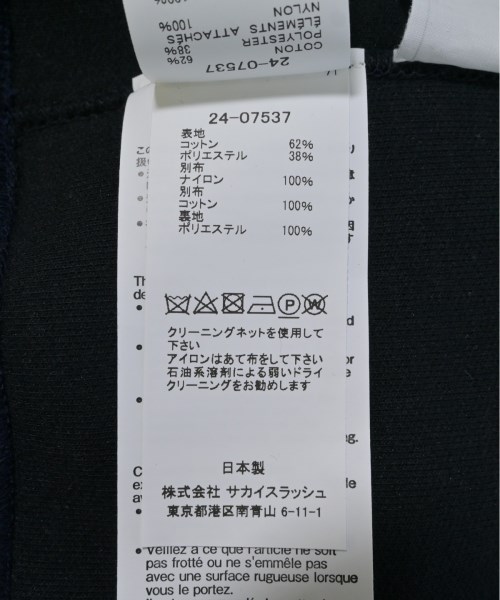 NYLON
100%
ÉLÉMENTS ATTACHÉS
POLYESTER
38%
COTON
62%
24-07537
24-07537
表地
コットン 62%
ポリエステル 38%
別布
ナイロン 100%
別布
コットン 100%
裏地
ポリエステル 100%
P W
クリーニングネットを使用して
下さい
アイロンはあて布をして下さい
石油系溶剤による弱いドライ
クリーニングをお勧めします
日本製
株式会社 サカイスラッシュ
東京都港区南青山 6-11-1
Veillez à ce que l'article ne soit
pas frotté ou ne s'emmêle pas
avec une surface rugueuse lorsque
vous le portez.